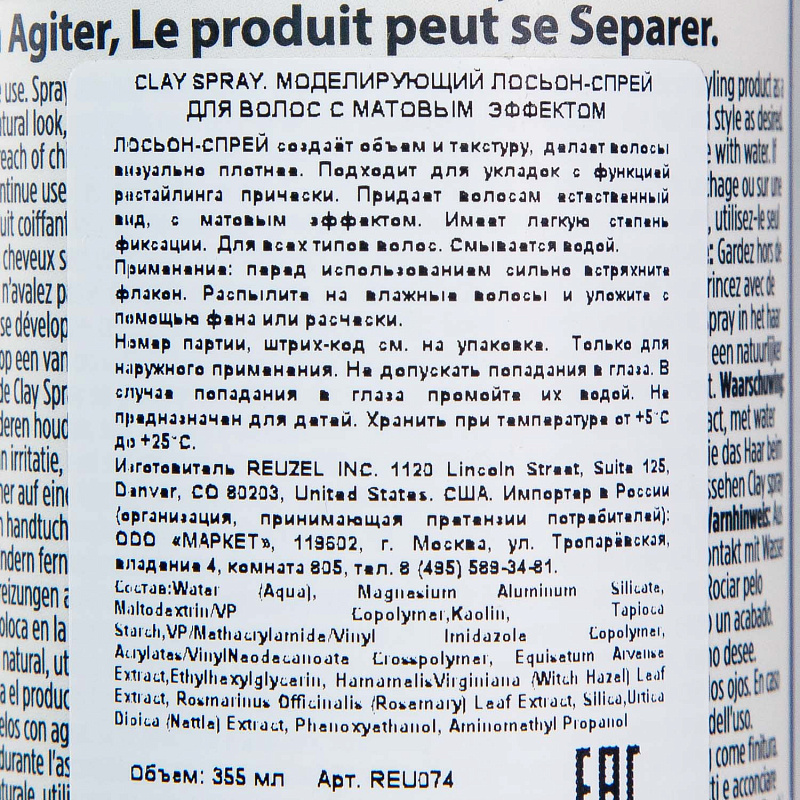 Agiter, Le produit peut se Separer.
CLAY SPRAY. МОДЕЛИРУЮЩИЙ ЛОСЬОН-СПРЕЙ
ДЛЯ ВОЛОС С МАТОВЫМ ЭФФЕКТОМ
ЛОСЬОН-СПРЕЙ создаёт объем и текстуру, делает волосы
визуально плотнее. Подходит для укладок с функцией
рестайлинга прически. Придает волосам естественный
вид, с матовым эффектом. Имеет легкую степень
фиксации. Для всех типов волос. Смывается водой.
Применение: перед использованием сильно встряхните
флакон. Распылите на влажные волосы и уложите с
помощью фена или расчески.
Номер партии, штрих-код см. на упаковке. Только для
наружного применения. Не допускать попадания в глаза. В
случае попадания в глаза промойте их водой. Не
предназначен для детей. Хранить при температуре от +5°С
до +25°С.
Изготовитель REUZEL INC. 1120 Lincoln Street, Suite 125,
Denver, CO 80203, United States. США. Импортер в России
(организация, принимающая претензии потребителей):
ООО «МАРКЕТ», 119602, г. Москва, ул. Тропарёвская,
владение 4, комната 805, тел. 8 (495) 589-34-81.
Состав:Water (Aqua), Magnesium Aluminum Silicate,
Maltodextrin/VP Copolymer,Kaolin, Tapioca
Starch,VP/Methacrylamide/Vinyl Imidazole Copolymer,
Acrylates/VinylNeodecanoate Crosspolymer, Equisetum Arvense
Extract,Ethylhexylglycerin, HamamelisVirginiana (Witch Hazel) Leaf
Extract, Rosmarinus Officinalis (Rosemary) Leaf Extract, Silica,Urtica
Dioica (Nettle) Extract, Phenoxyethanol, Aminomethyl Propanol
Объем: 355 мл Арт. REU074
EAC